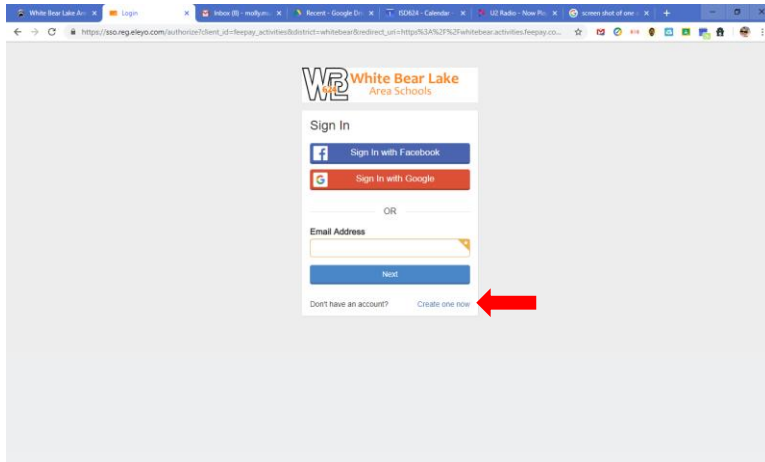 White Bear Lake Are
Login
Inbox (8) - molly.m
Recent - Google Dri
ISD624 - Calendar -
U2 Radio - Now Pla
screen shot of one -
https://sso.reg.eleyo.com/authorize?client_id=feepay_activities&district=whitebear&redirect_uri=https%3A%2F%2Fwhitebear.activities.feepay.co...
WB
624
White Bear Lake
Area Schools
Sign In
Sign In with Facebook
Sign In with Google
OR
Email Address
Next
Don't have an account? Create one now